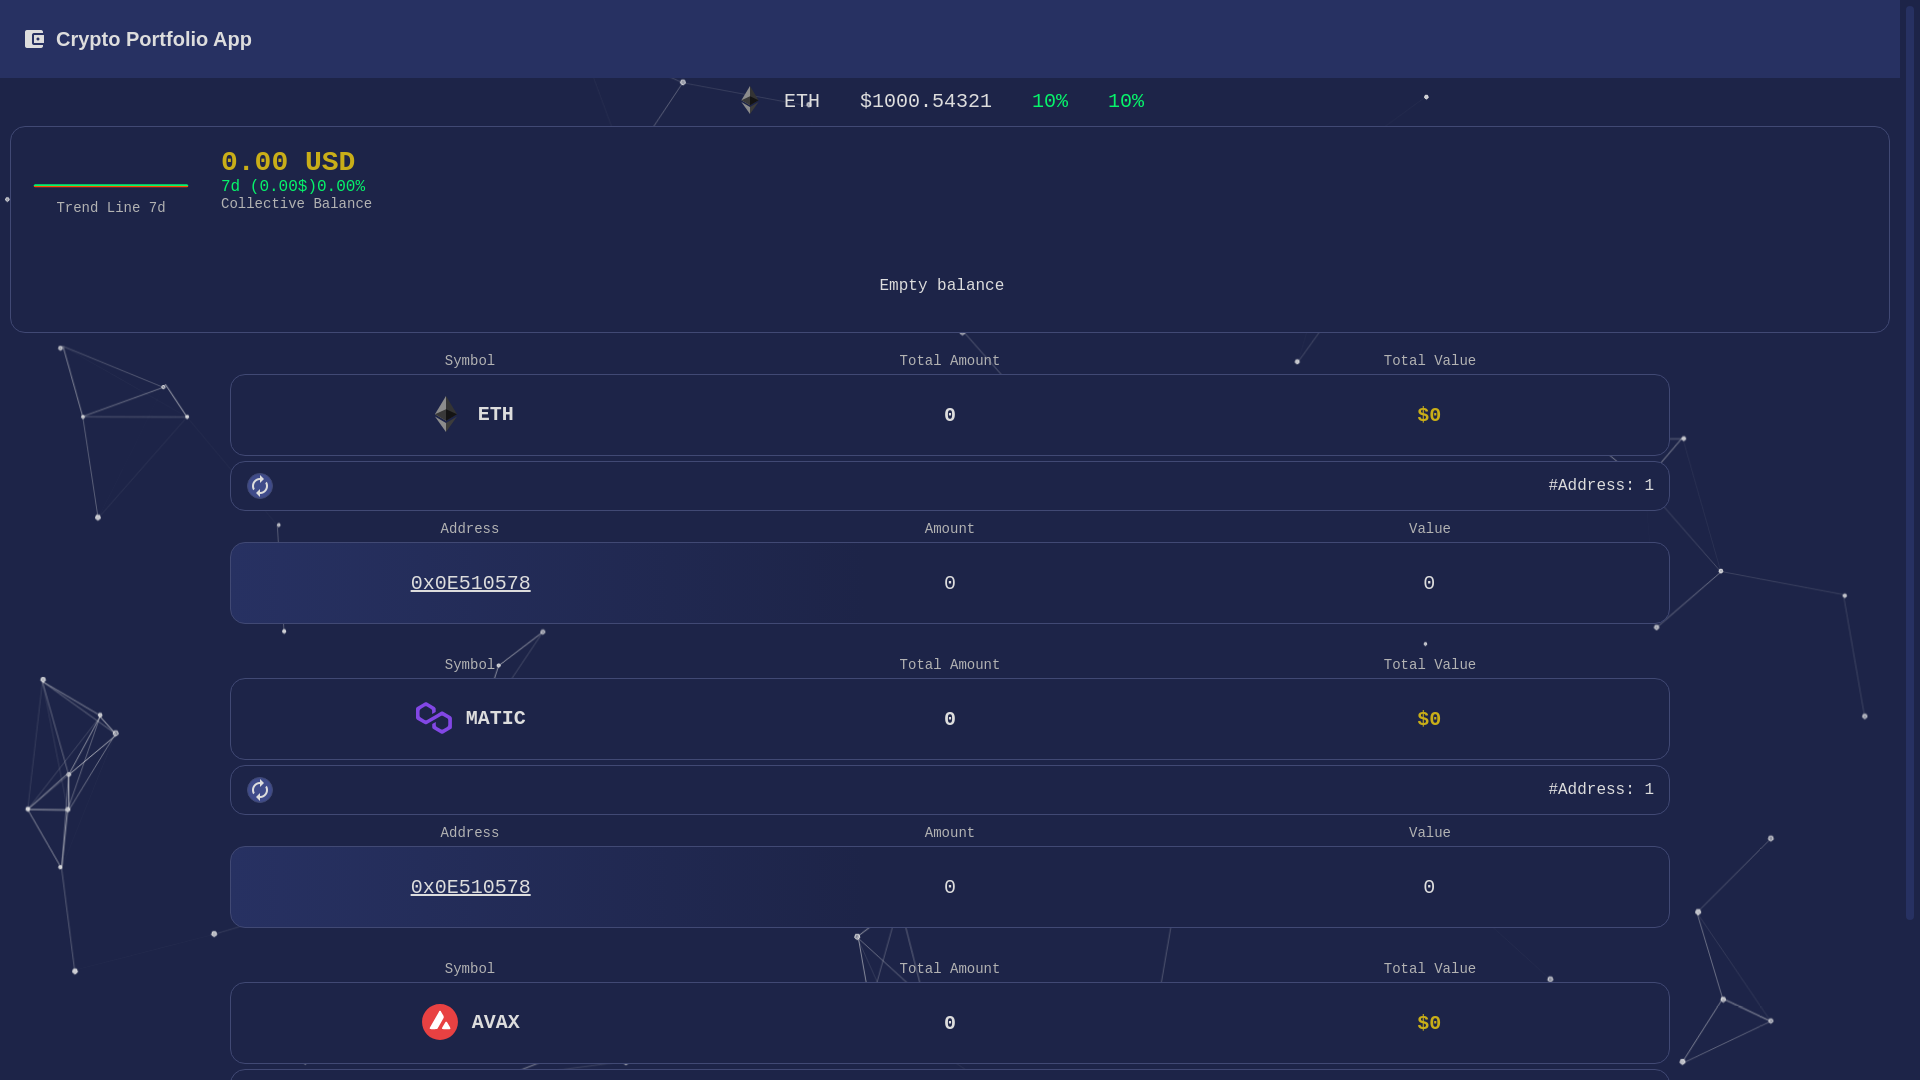 Crypto Portfolio App
ETH $1000.54321 10% 10%
0.00 USD
7d (0.00$)0.00%
Collective Balance
Trend Line 7d
Empty balance
Symbol Total Amount Total Value
ETH 0 $0
#Address: 1
Address Amount Value
0x0E510578 0 0
Symbol Total Amount Total Value
MATIC 0 $0
#Address: 1
Address Amount Value
0x0E510578 0 0
Symbol Total Amount Total Value
AVAX 0 $0